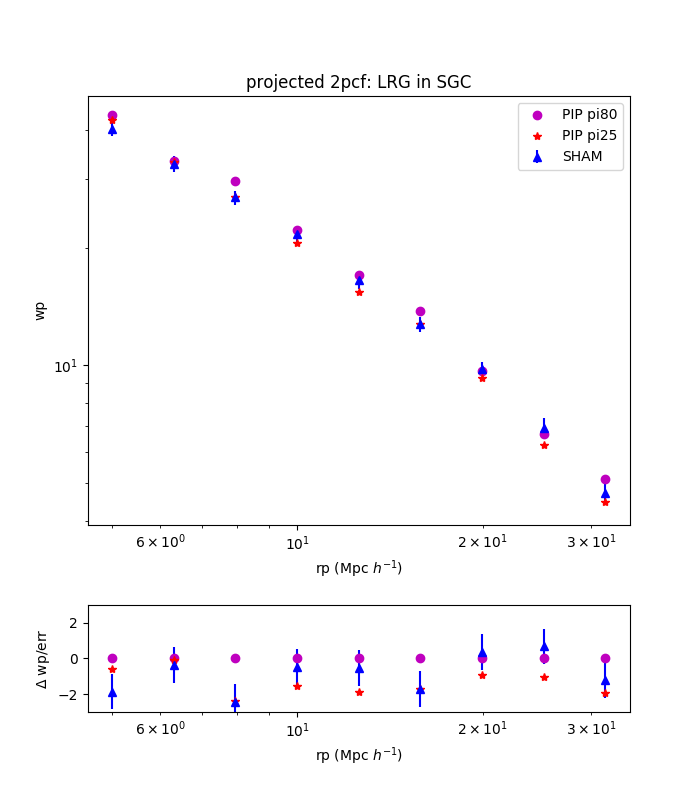 projected 2pcf: LRG in SGC
PIP pi80
PIP pi25
SHAM
wp
10¹
6 × 10⁰
10¹
2 × 10¹
3 × 10¹
rp (Mpc h⁻¹)
Δ wp/err
2
0
−2
6 × 10⁰
10¹
2 × 10¹
3 × 10¹
rp (Mpc h⁻¹)